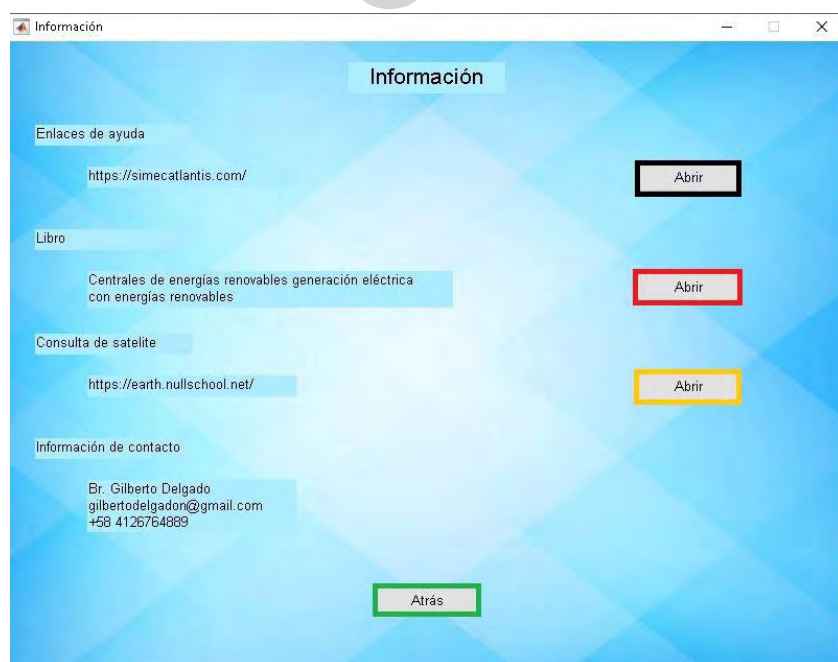 Información
Información
Enlaces de ayuda
https://simecatlantis.com/
Abrir
Libro
Centrales de energías renovables generación eléctrica
con energías renovables
Abrir
Consulta de satelite
https://earth.nullschool.net/
Abrir
Información de contacto
Br. Gilberto Delgado
gilbertodelgadon@gmail.com
+58 4126764889
Atrás